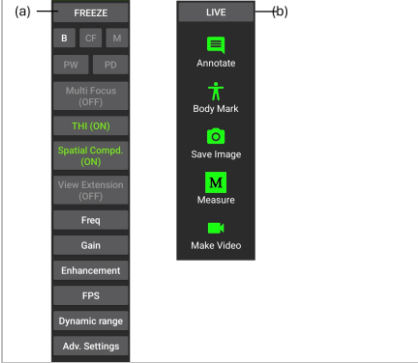 (a)
FREEZE
B CF M
PW PD
Multi Focus
(OFF)
THI (ON)
Spatial Compd.
(ON)
View Extension
(OFF)
Freq
Gain
Enhancement
FPS
Dynamic range
Adv. Settings
LIVE
(b)
Annotate
Body Mark
Save Image
M
Measure
Make Video